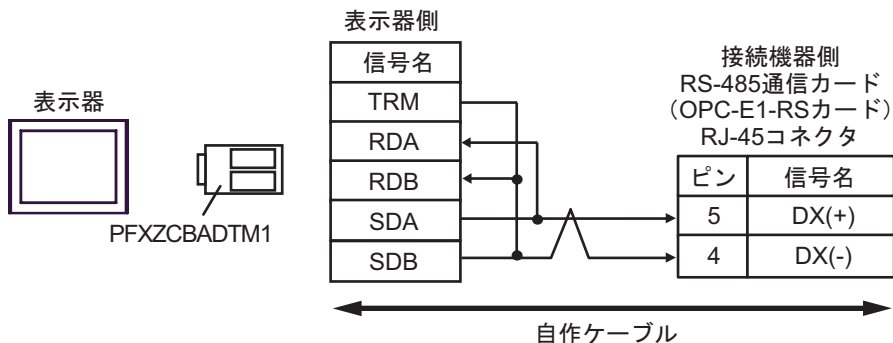 表示器
PFXZCBADTM1
表示器側
信号名
TRM
RDA
RDB
SDA
SDB
接続機器側
RS-485通信カード
（OPC-E1-RSカード）
RJ-45コネクタ
ピン 信号名
5 DX(+)
4 DX(-)
自作ケーブル